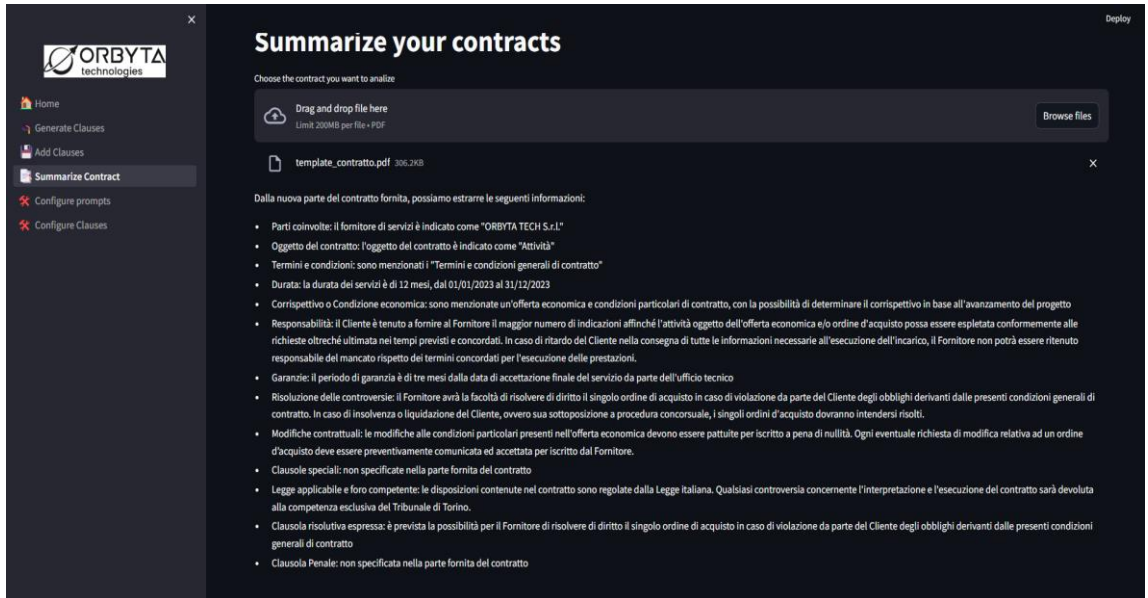 Deploy
ORBYTA
technologies
Home
Generate Clauses
Add Clauses
Summarize Contract
Configure prompts
Configure Clauses
Summarize your contracts
Choose the contract you want to analize
Drag and drop file here
Limit 200MB per file • PDF
Browse files
template_contratto.pdf 306.2KB
Dalla nuova parte del contratto fornita, possiamo estrarre le seguenti informazioni:
• Parti coinvolte: il fornitore di servizi è indicato come "ORBYTA TECH S.r.l."
• Oggetto del contratto: l'oggetto del contratto è indicato come "Attività"
• Termini e condizioni: sono menzionati i "Termini e condizioni generali di contratto"
• Durata: la durata dei servizi è di 12 mesi, dal 01/01/2023 al 31/12/2023
• Corrispettivo o Condizione economica: sono menzionate un'offerta economica e condizioni particolari di contratto, con la possibilità di determinare il corrispettivo in base all'avanzamento del progetto
• Responsabilità: il Cliente è tenuto a fornire al Fornitore il maggior numero di indicazioni affinché l'attività oggetto dell'offerta economica e/o ordine d'acquisto possa essere espletata conformemente alle
richieste oltreché ultimata nei tempi previsti e concordati. In caso di ritardo del Cliente nella consegna di tutte le informazioni necessarie all'esecuzione dell'incarico, il Fornitore non potrà essere ritenuto
responsabile del mancato rispetto dei termini concordati per l'esecuzione delle prestazioni.
• Garanzie: il periodo di garanzia è di tre mesi dalla data di accettazione finale del servizio da parte dell'ufficio tecnico
• Risoluzione delle controversie: il Fornitore avrà la facoltà di risolvere di diritto il singolo ordine di acquisto in caso di violazione da parte del Cliente degli obblighi derivanti dalle presenti condizioni generali di
contratto. In caso di insolvenza o liquidazione del Cliente, ovvero sua sottoposizione a procedura concorsuale, i singoli ordini d'acquisto dovranno intendersi risolti.
• Modifiche contrattuali: le modifiche alle condizioni particolari presenti nell'offerta economica devono essere pattuite per iscritto a pena di nullità. Ogni eventuale richiesta di modifica relativa ad un ordine
d'acquisto deve essere preventivamente comunicata ed accettata per iscritto dal Fornitore.
• Clausole speciali: non specificate nella parte fornita del contratto
• Legge applicabile e foro competente: le disposizioni contenute nel contratto sono regolate dalla Legge italiana. Qualsiasi controversia concernente l'interpretazione e l'esecuzione del contratto sarà devoluta
alla competenza esclusiva del Tribunale di Torino.
• Clausola risolutiva espressa: è prevista la possibilità per il Fornitore di risolvere di diritto il singolo ordine di acquisto in caso di violazione da parte del Cliente degli obblighi derivanti dalle presenti condizioni
generali di contratto
• Clausola Penale: non specificata nella parte fornita del contratto